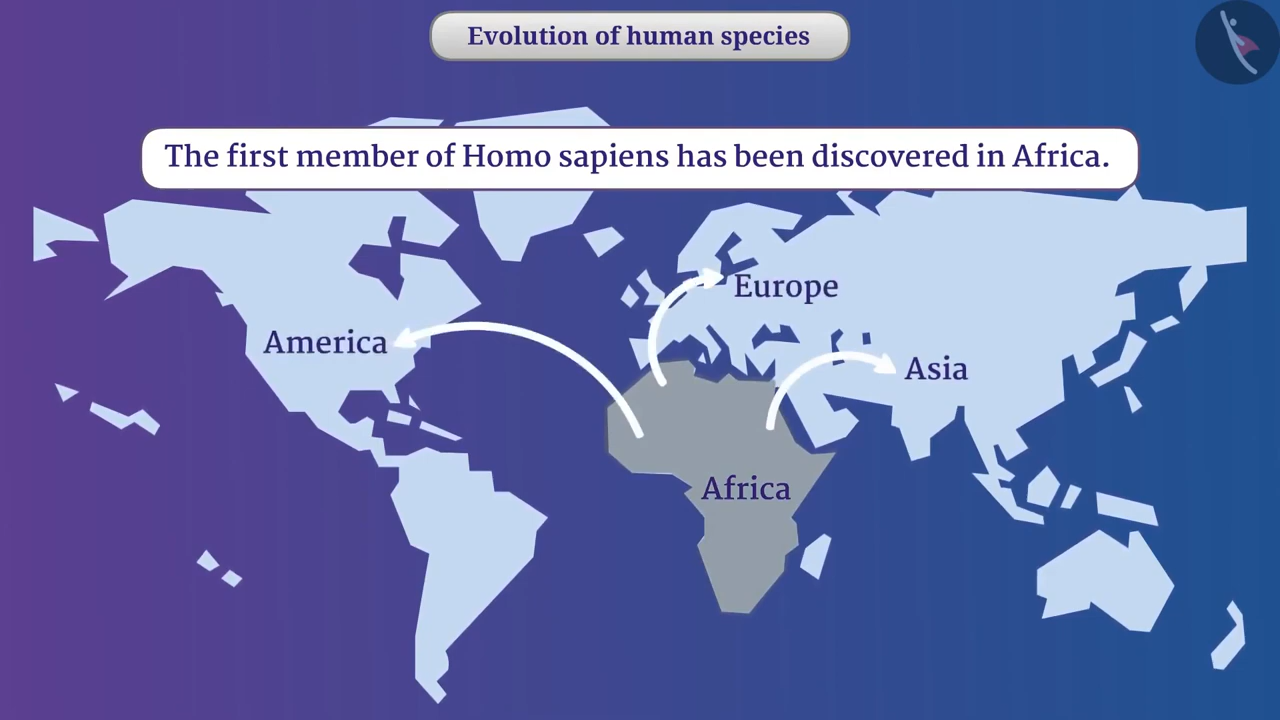 Evolution of human species
The first member of Homo sapiens has been discovered in Africa.
Europe
America
Asia
Africa